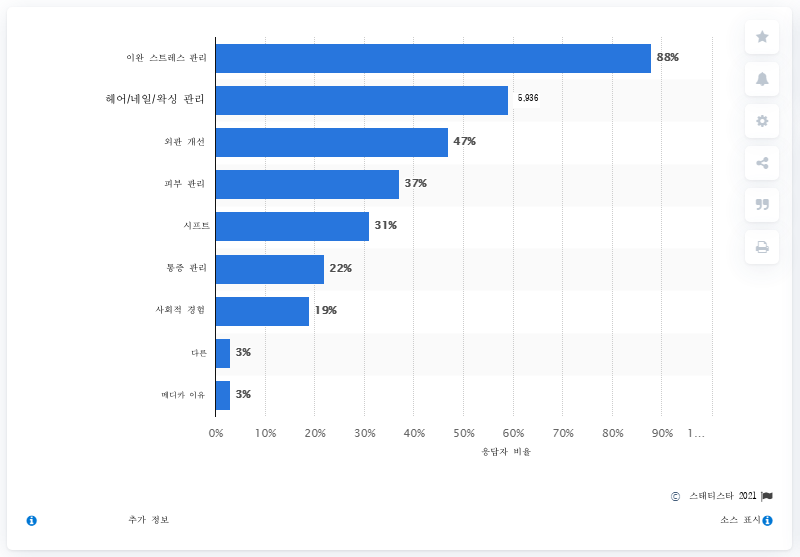 이완 스트레스 관리
88%
헤어/네일/왁싱 관리
5,936
외관 개선
47%
피부 관리
37%
시프트
31%
통증 관리
22%
사회적 경험
19%
다른
3%
메디카 이유
3%
0% 10% 20% 30% 40% 50% 60% 70% 80% 90% 1...
응답자 비율
© 스태티스타 2021
추가 정보
소스 표시